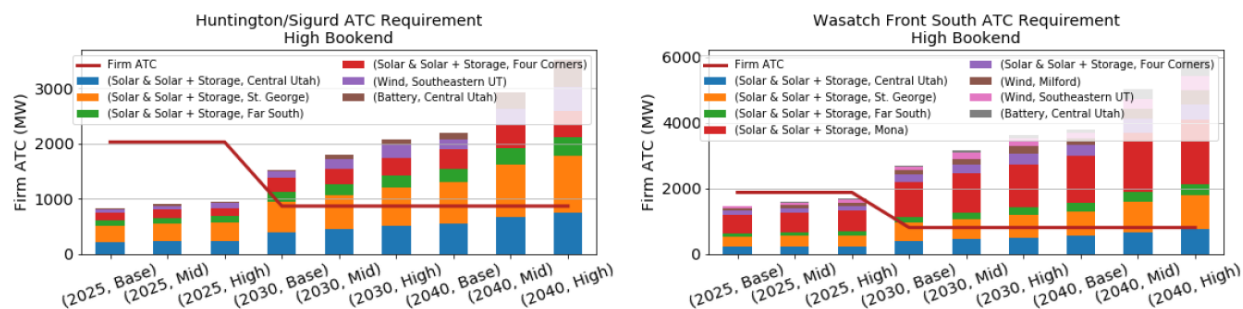 Huntington/Sigurd ATC Requirement
High Bookend
Firm ATC (MW)
3000
2000
1000
0
Firm ATC
(Solar & Solar + Storage, Central Utah)
(Solar & Solar + Storage, St. George)
(Solar & Solar + Storage, Far South)
(Solar & Solar + Storage, Four Corners)
(Wind, Southeastern UT)
(Battery, Central Utah)
(2025, Base)
(2025, Mid)
(2025, High)
(2030, Base)
(2030, Mid)
(2030, High)
(2040, Base)
(2040, Mid)
(2040, High)
Wasatch Front South ATC Requirement
High Bookend
Firm ATC (MW)
6000
4000
2000
0
Firm ATC
(Solar & Solar + Storage, Central Utah)
(Solar & Solar + Storage, St. George)
(Solar & Solar + Storage, Far South)
(Solar & Solar + Storage, Mona)
(Solar & Solar + Storage, Four Corners)
(Wind, Milford)
(Wind, Southeastern UT)
(Battery, Central Utah)
(2025, Base)
(2025, Mid)
(2025, High)
(2030, Base)
(2030, Mid)
(2030, High)
(2040, Base)
(2040, Mid)
(2040, High)